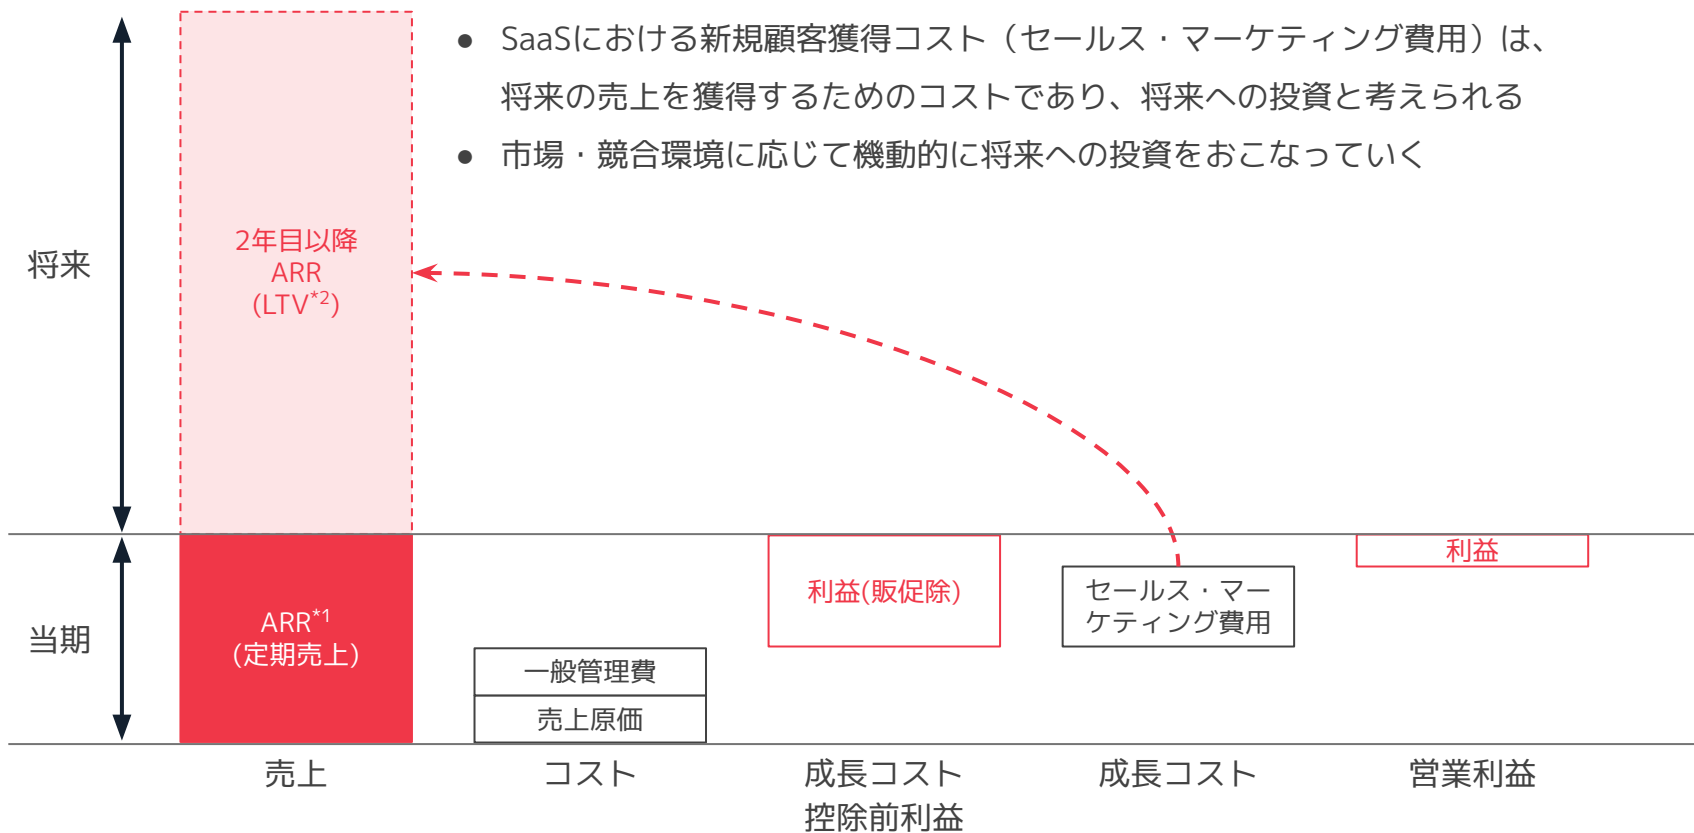 ● SaaSにおける新規顧客獲得コスト（セールス・マーケティング費用）は、
将来の売上を獲得するためのコストであり、将来への投資と考えられる
● 市場・競合環境に応じて機動的に将来への投資をおこなっていく
将来
2年目以降
ARR
(LTV*2)
当期
ARR*1
(定期売上)
一般管理費
売上原価
利益(販促除)
セールス・マー
ケティング費用
利益
売上
コスト
成長コスト
控除前利益
成長コスト
営業利益